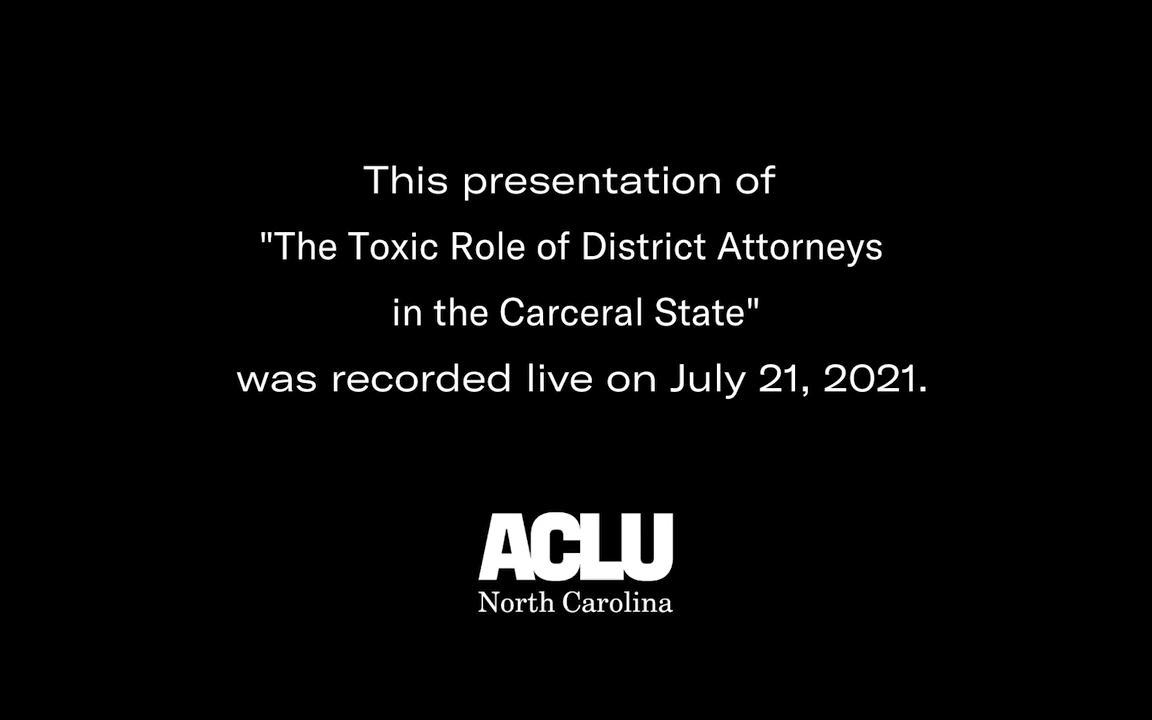 This presentation of
"The Toxic Role of District Attorneys
in the Carceral State"
was recorded live on July 21, 2021.
ACLU
North Carolina